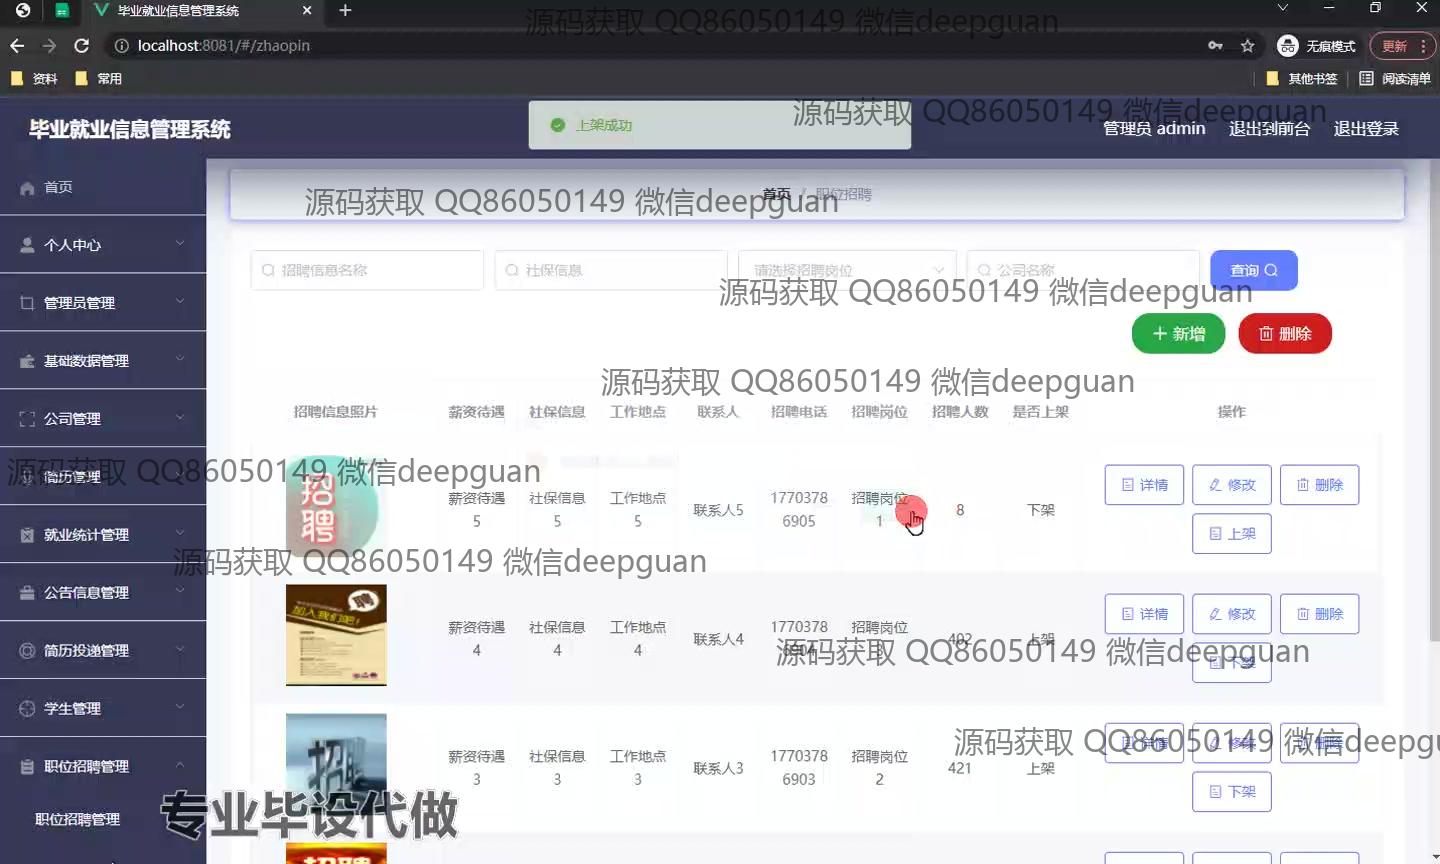 毕业就业信息管理系统
localhost:8081/#/zhaopin
无痕模式
更新
资料
常用
其他书签
阅读清单
源码获取 QQ86050149 微信deepguan
毕业就业信息管理系统
上架成功
源码获取 QQ86050149 微信deepguan
管理员 admin
退出到前台
退出登录
首页
个人中心
管理员管理
基础数据管理
公司管理
简历管理
就业统计管理
公告信息管理
简历投递管理
学生管理
职位招聘管理
职位招聘管理
首页 / 职位招聘
源码获取 QQ86050149 微信deepguan
招聘信息名称
社保信息
请选择招聘岗位
公司名称
查询
源码获取 QQ86050149 微信deepguan
新增
删除
源码获取 QQ86050149 微信deepguan
招聘信息照片 薪资待遇 社保信息 工作地点 联系人 招聘电话 招聘岗位 招聘人数 是否上架 操作
源码获取 QQ86050149 微信deepguan
招聘
薪资待遇5 社保信息5 工作地点5 联系人5 17703786905 招聘岗位1 8 下架
详情 修改 删除
上架
源码获取 QQ86050149 微信deepguan
加入我们吧!
薪资待遇4 社保信息4 工作地点4 联系人4 1770378 招聘岗位 402 上架
详情 修改 删除
下架
源码获取 QQ86050149 微信deepguan
招聘
薪资待遇3 社保信息3 工作地点3 联系人3 17703786903 招聘岗位2 421 上架
详情 修改 删除
下架
源码获取 QQ86050149 微信deepgu
专业毕设代做
招聘